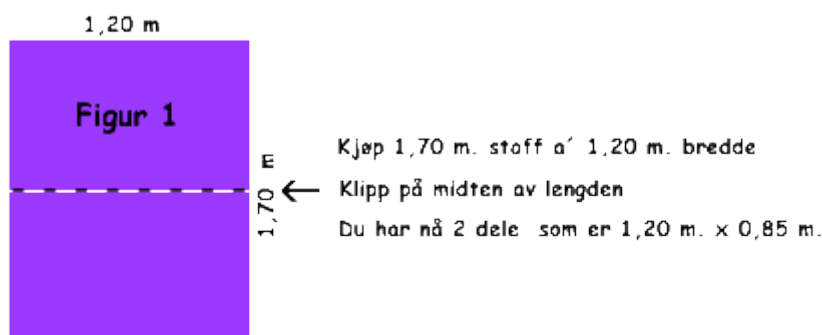 1,20 m
Figur 1
1,70 m
Kjøp 1,70 m. stoff a´ 1,20 m. bredde
Klipp på midten av lengden
Du har nå 2 dele som er 1,20 m. x 0,85 m.